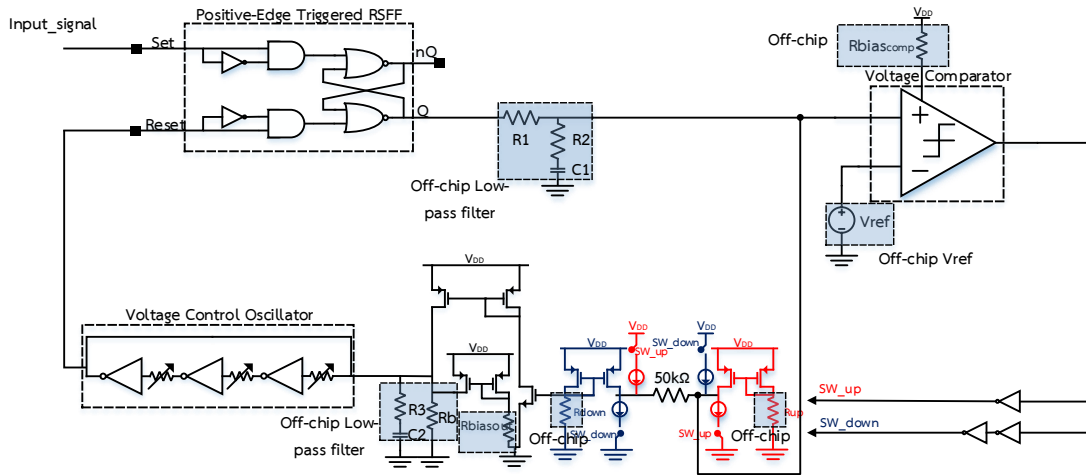 Positive-Edge Triggered RSFF
Input_signal
Set
nQ
Reset
Q
R1
R2
C1
Off-chip Low-
pass filter
VDD
Off-chip
Rbiascomp
Voltage Comparator
+
−
Vref
Off-chip Vref
Voltage Control Oscillator
VDD
VDD
R3
C2
Rb
Rbiasout
Off-chip Low-
pass filter
VDD
Rdown
Off-chip
SW_down
VDD
SW_up
50kΩ
VDD
SW_down
VDD
SW_up
Rup
Off-chip
SW_up
SW_down